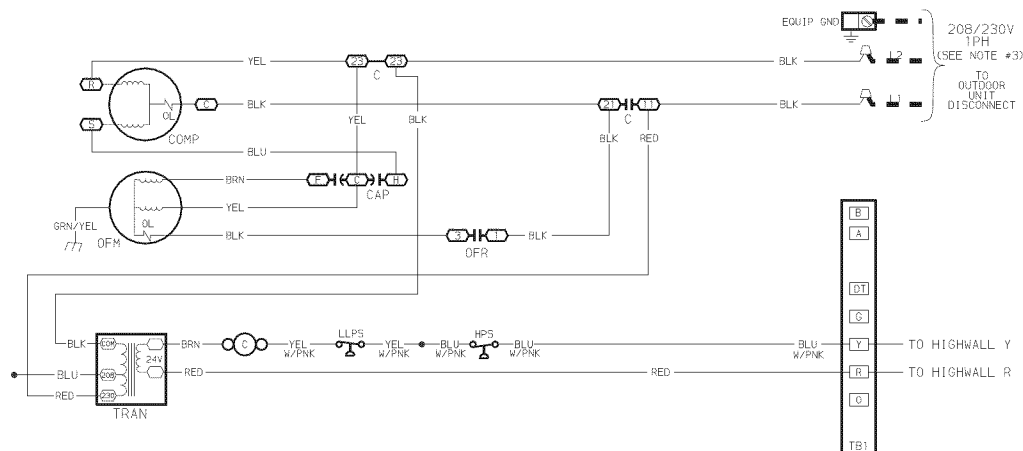 EQUIP GND
208/230V
1PH
(SEE NOTE #3)
TO
OUTDOOR
UNIT
DISCONNECT
YEL
23
23
C
BLK
L2
R
C
OL
BLK
21
11
C
BLK
L1
S
COMP
YEL
BLK
BLK
RED
BLU
BRN
F
C
H
CAP
YEL
GRN/YEL
OL
OFM
BLK
3
1
OFR
BLK
B
A
DT
G
BLK
COM
BRN
C
LLPS
YEL
W/PNK
YEL
W/PNK
BLU
W/PNK
HPS
BLU
W/PNK
BLU
W/PNK
Y
TO HIGHWALL Y
24V
BLU
208
RED
RED
R
TO HIGHWALL R
RED
230
TRAN
O
TB1